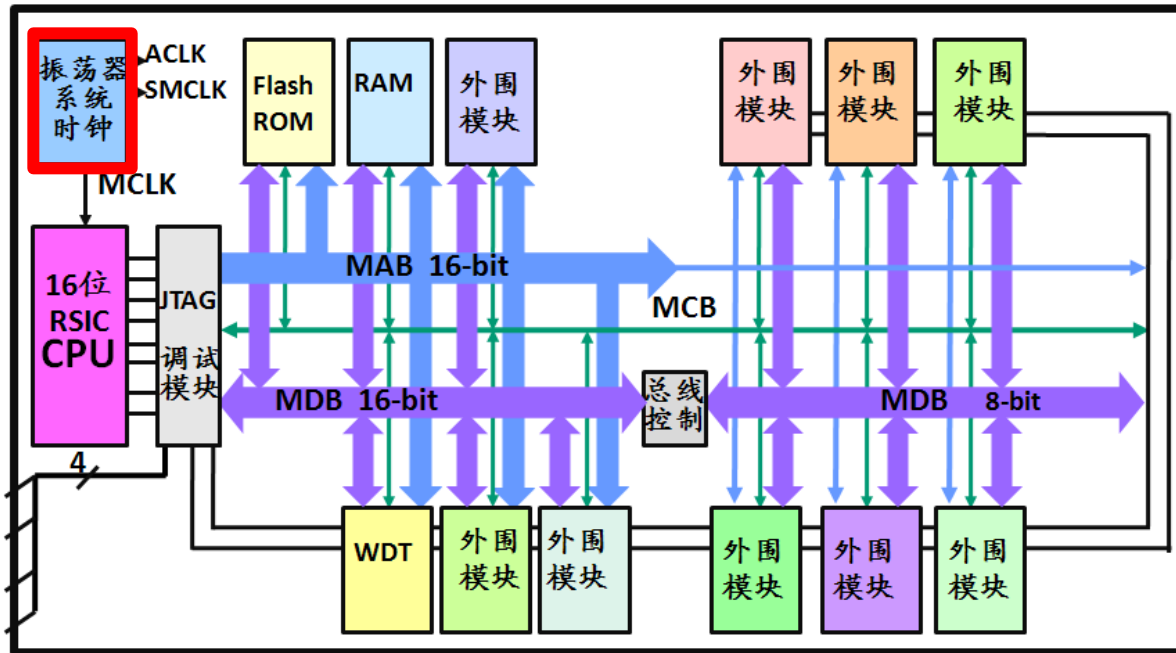 振荡器
系统
时钟
ACLK
SMCLK
MCLK
Flash
ROM
RAM
外围
模块
外围
模块
外围
模块
外围
模块
16位
RSIC
CPU
JTAG
调试
模块
MAB 16-bit
MCB
MDB 16-bit
总线
控制
MDB 8-bit
4
WDT
外围
模块
外围
模块
外围
模块
外围
模块
外围
模块